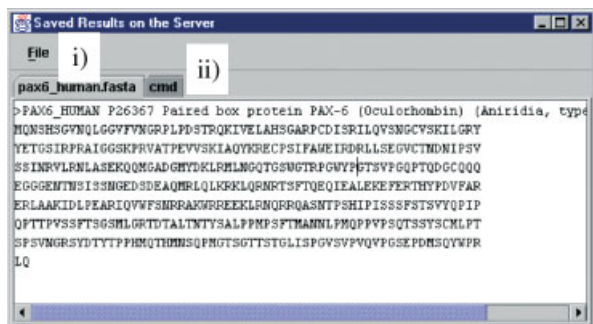 Saved Results on the Server
File
i)
ii)
pax6_human.fasta cmd
>PAX6_HUMAN P26367 Paired box protein PAX-6 (Oculorhombin) (Aniridia, type
MQNSHSGVNQLGGVFVNGRPLPDSTRQKIVELAHSGARPCDISRILQVSNGCVSKILGRY
YETGSIRPRAIGGSKPRVATPEVVSKIAQYKRECPSIFAWEIRDRLLSEGVCTNDNIPSV
SSINRVLRNLASEKQQMGADGMYDKLRMLNGQTGSWGTRPGWYPGTSVPGQPTQDGCQQQ
EGGGENTNSISSNGEDSDEAQMRLQLKRKLQRNRTSFTQEQIEALEKEFERTHYPDVFAR
ERLAAKIDLPEARIQVWFSNRRAKWRREEKLRNQRRQASNTPSHIPISSSFSTSVYQPIP
QPTTPVSSFTSGSMLGRTDTALTNTYSALPPMPSFTMANNLPMQPPVPSQTSSYSCMLPT
SPSVNGRSYDTYTPPHMQTHMNSQPMGTSGTTSTGLISPGVSVPVQVPGSEPDMSQYWPR
LQ